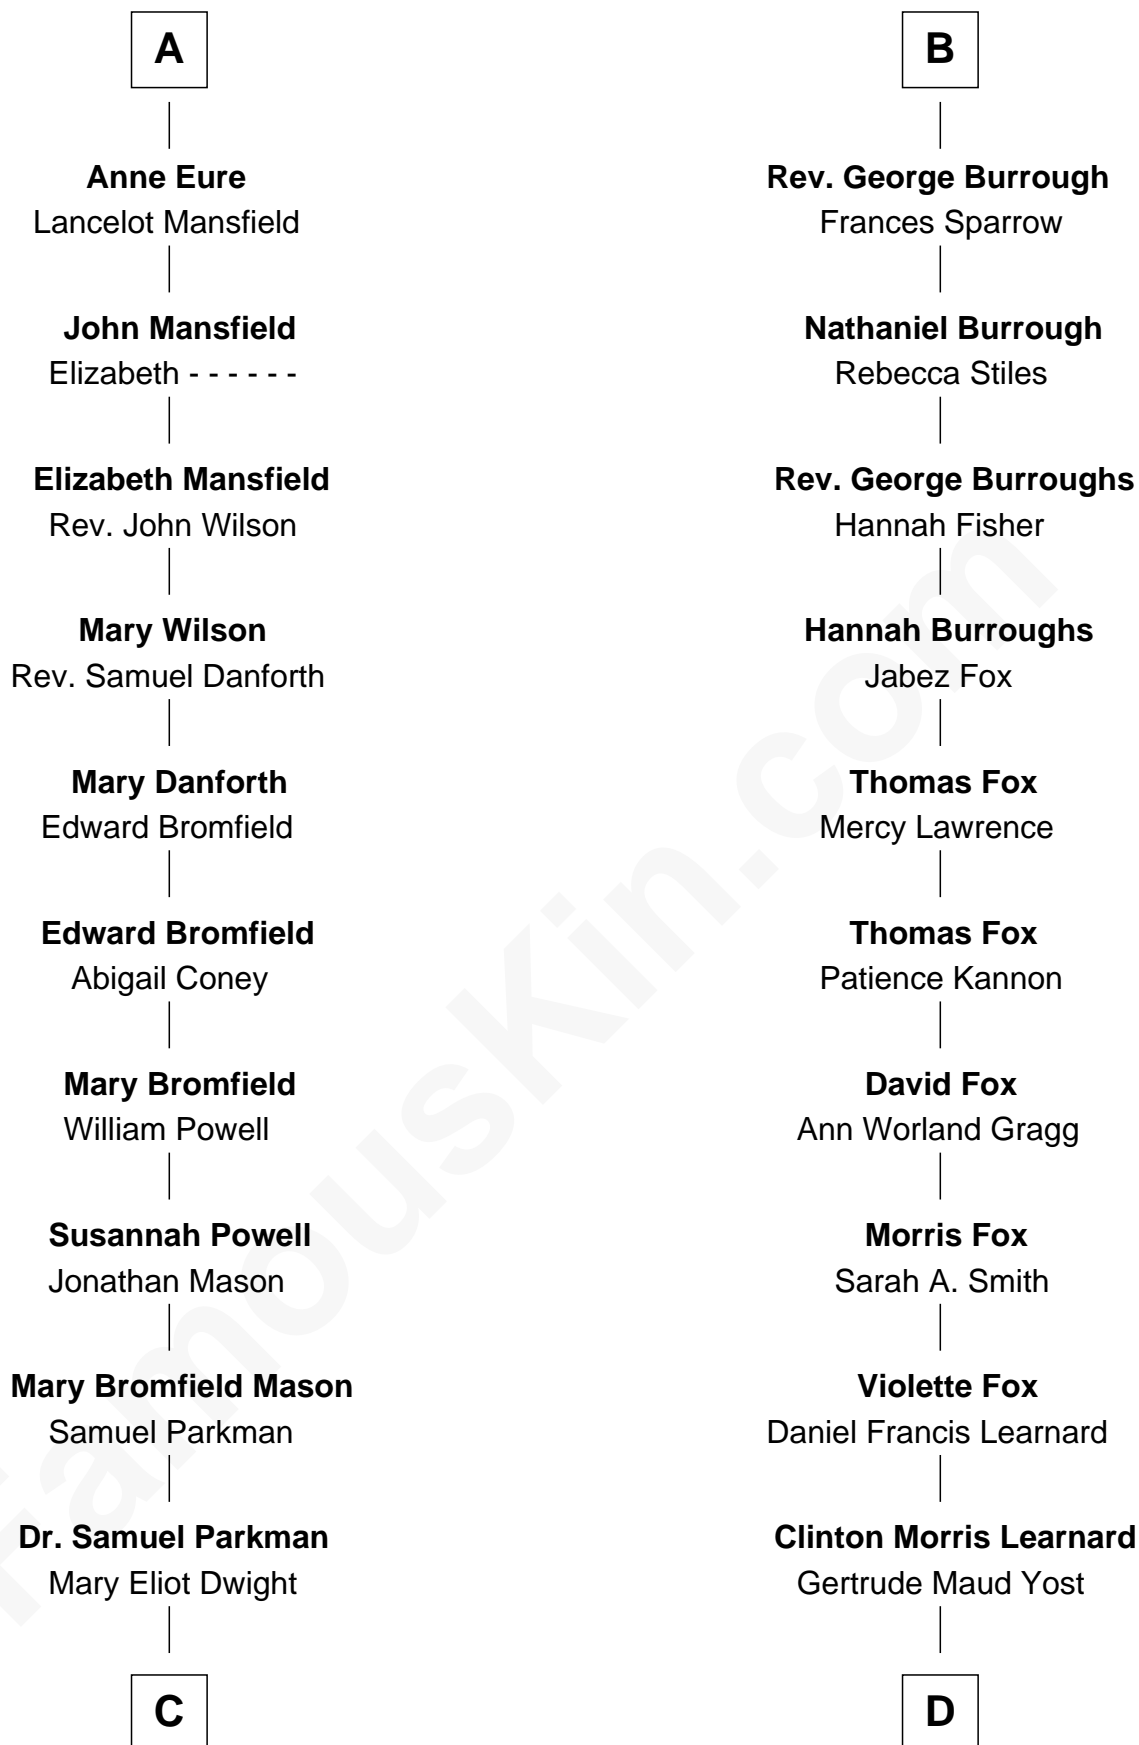 A
Anne Eure
Lancelot Mansfield
John Mansfield
Elizabeth - - - - - -
Elizabeth Mansfield
Rev. John Wilson
Mary Wilson
Rev. Samuel Danforth
Mary Danforth
Edward Bromfield
Edward Bromfield
Abigail Coney
Mary Bromfield
William Powell
Susannah Powell
Jonathan Mason
Mary Bromfield Mason
Samuel Parkman
Dr. Samuel Parkman
Mary Eliot Dwight
C
B
Rev. George Burrough
Frances Sparrow
Nathaniel Burrough
Rebecca Stiles
Rev. George Burroughs
Hannah Fisher
Hannah Burroughs
Jabez Fox
Thomas Fox
Mercy Lawrence
Thomas Fox
Patience Kannon
David Fox
Ann Worland Gragg
Morris Fox
Sarah A. Smith
Violette Fox
Daniel Francis Learnard
Clinton Morris Learnard
Gertrude Maud Yost
D
FamousKin.com